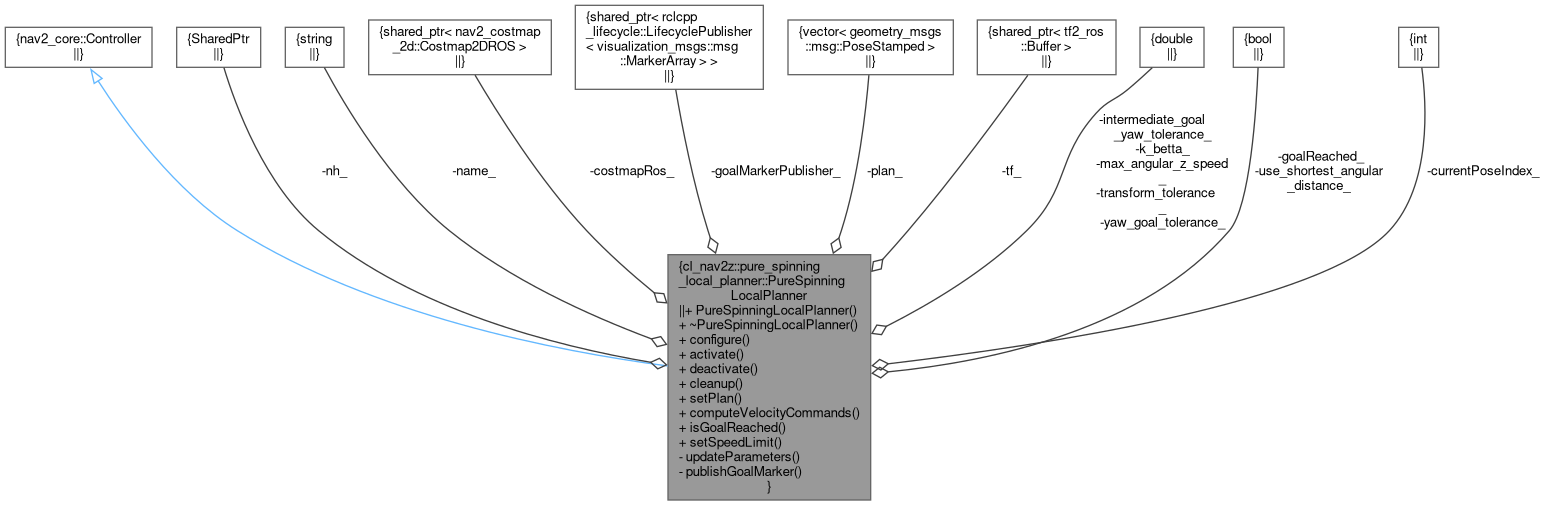 {nav2_core::Controller
||}
{SharedPtr
||}
{string
||}
{shared_ptr< nav2_costmap
_2d::Costmap2DROS >
||}
{shared_ptr< rclcpp
_lifecycle::LifecyclePublisher
< visualization_msgs::msg
::MarkerArray > >
||}
{vector< geometry_msgs
::msg::PoseStamped >
||}
{shared_ptr< tf2_ros
::Buffer >
||}
{double
||}
{bool
||}
{int
||}
-nh_
-name_
-costmapRos_
-goalMarkerPublisher_
-plan_
-tf_
-intermediate_goal
_yaw_tolerance_
-k_betta_
-max_angular_z_speed
_
-transform_tolerance
_
-yaw_goal_tolerance_
-goalReached_
-use_shortest_angular
_distance_
-currentPoseIndex_
{cl_nav2z::pure_spinning
_local_planner::PureSpinning
LocalPlanner
||+ PureSpinningLocalPlanner()
+ ~PureSpinningLocalPlanner()
+ configure()
+ activate()
+ deactivate()
+ cleanup()
+ setPlan()
+ computeVelocityCommands()
+ isGoalReached()
+ setSpeedLimit()
- updateParameters()
- publishGoalMarker()
}